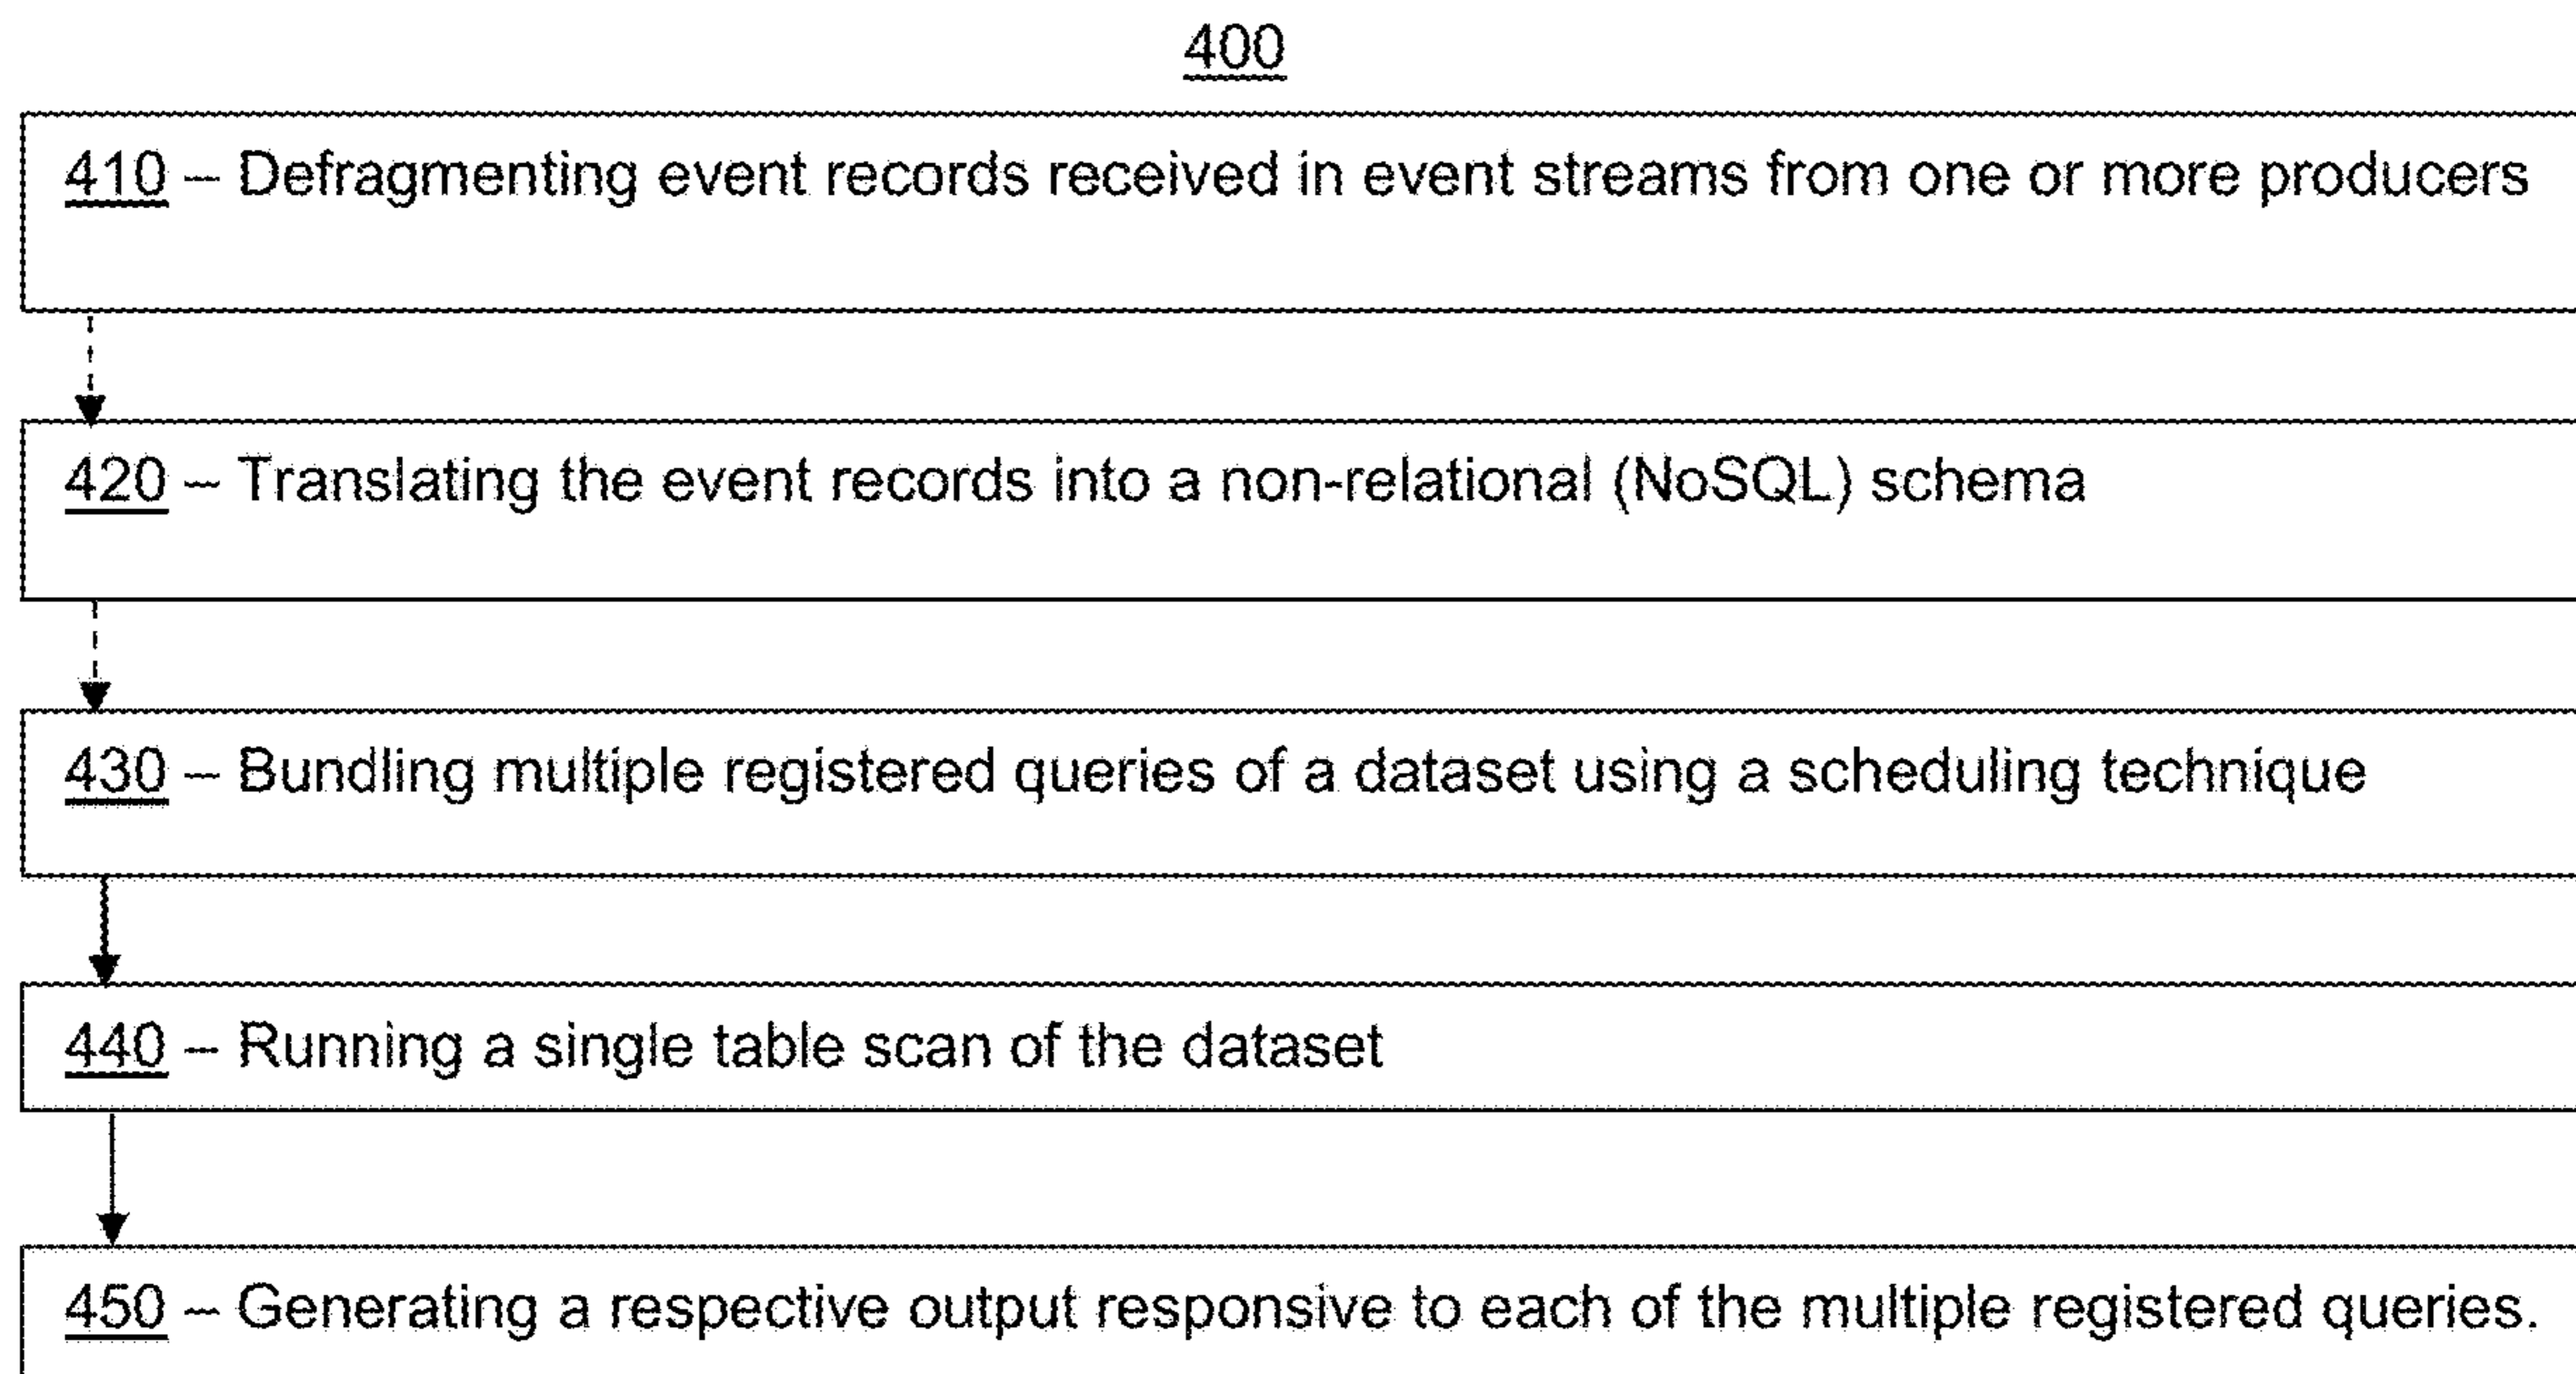 400
410 – Defragmenting event records received in event streams from one or more producers
420 – Translating the event records into a non-relational (NoSQL) schema
430 – Bundling multiple registered queries of a dataset using a scheduling technique
440 – Running a single table scan of the dataset
450 – Generating a respective output responsive to each of the multiple registered queries.